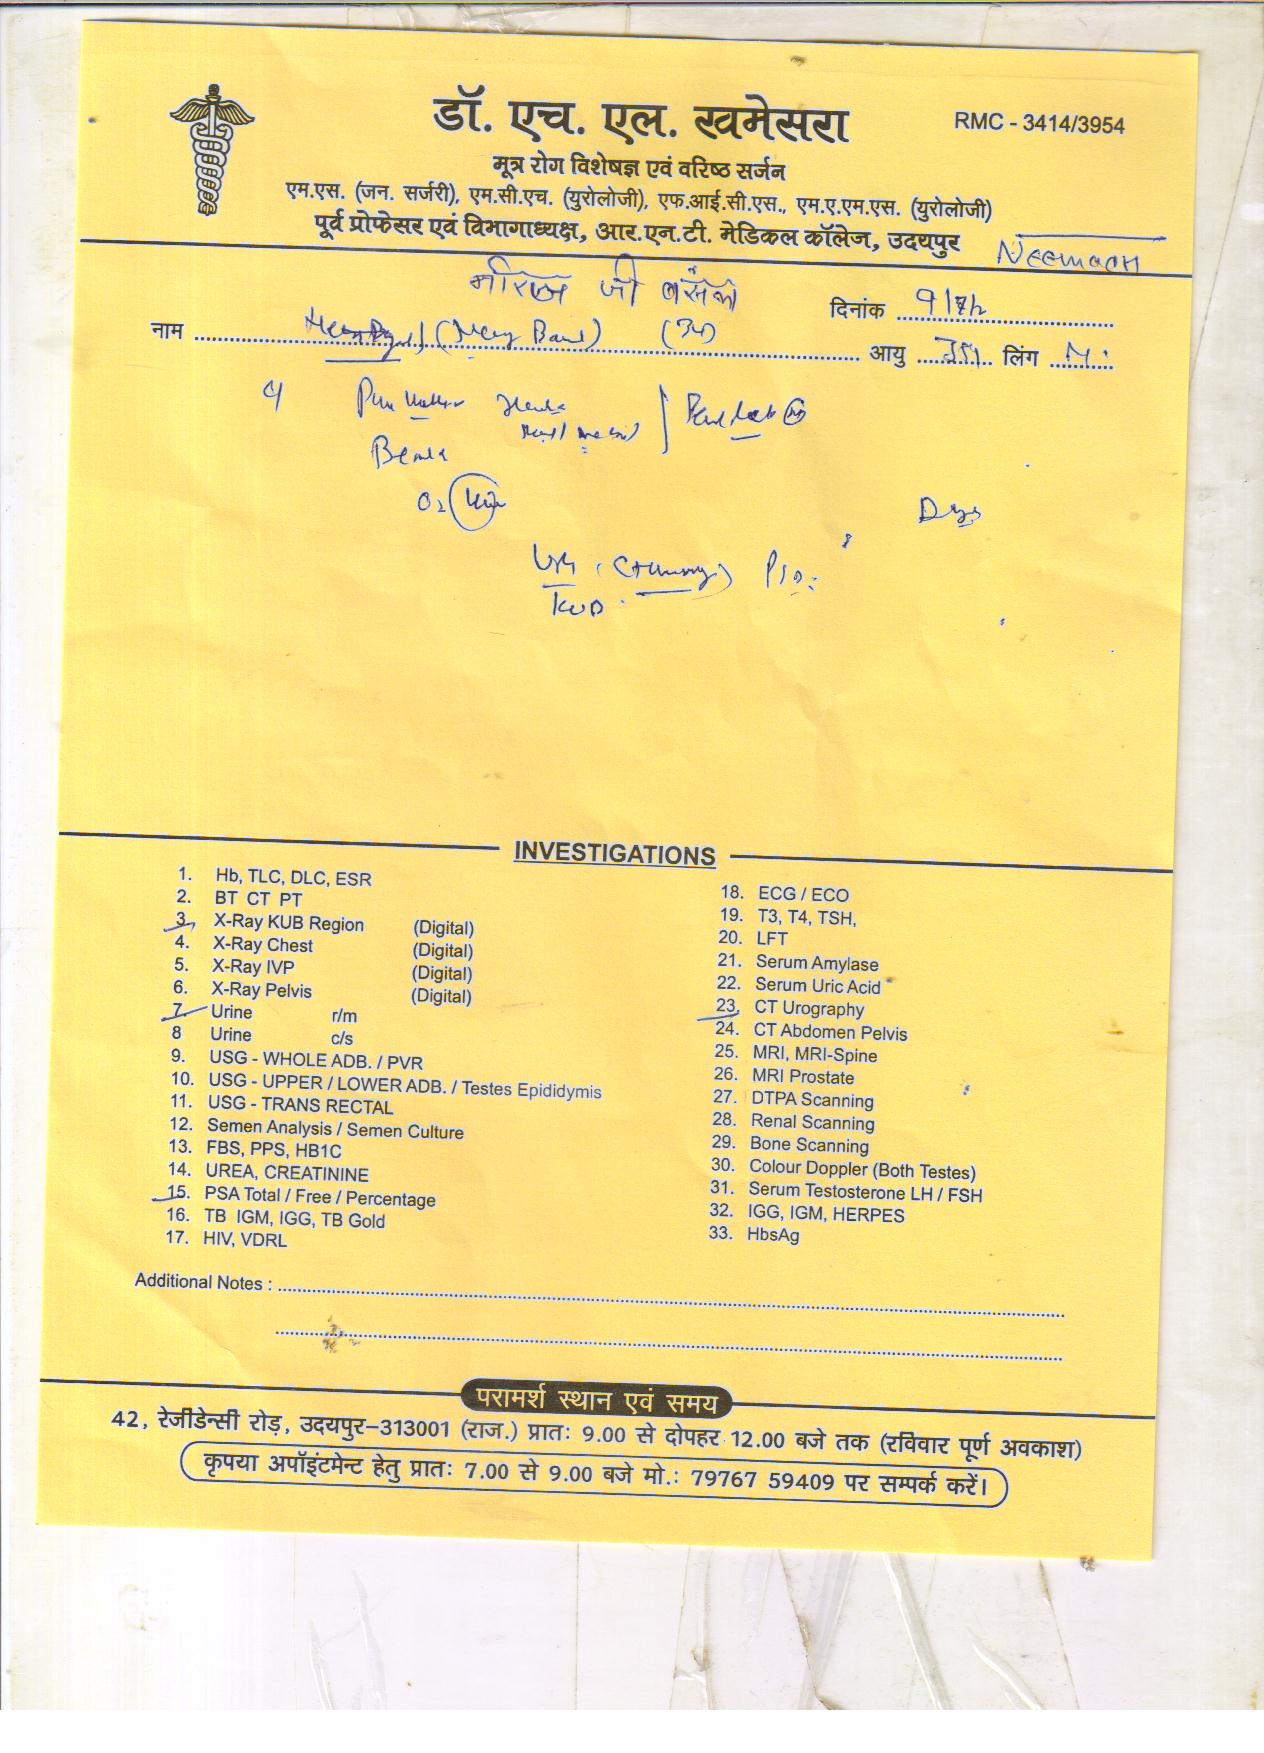 डॉ. एच. एल. खमेसरा
RMC - 3414/3954
मूत्र रोग विशेषज्ञ एवं वरिष्ठ सर्जन
एम.एस. (जन. सर्जरी), एम.सी.एच. (युरोलोजी), एफ.आई.सी.एस., एम.ए.एम.एस. (युरोलोजी)
पूर्व प्रोफेसर एवं विभागाध्यक्ष, आर.एन.टी. मेडिकल कॉलेज, उदयपुर
जी
दिनांक
नाम (34) आयु लिंग M.
KUB
INVESTIGATIONS
1. Hb, TLC, DLC, ESR
2. BT CT PT
3. X-Ray KUB Region (Digital)
4. X-Ray Chest (Digital)
5. X-Ray IVP (Digital)
6. X-Ray Pelvis (Digital)
7. Urine r/m
8 Urine c/s
9. USG - WHOLE ADB. / PVR
10. USG - UPPER / LOWER ADB. / Testes Epididymis
11. USG - TRANS RECTAL
12. Semen Analysis / Semen Culture
13. FBS, PPS, HB1C
14. UREA, CREATININE
15. PSA Total / Free / Percentage
16. TB IGM, IGG, TB Gold
17. HIV, VDRL
18. ECG / ECO
19. T3, T4, TSH,
20. LFT
21. Serum Amylase
22. Serum Uric Acid
23. CT Urography
24. CT Abdomen Pelvis
25. MRI, MRI-Spine
26. MRI Prostate
27. DTPA Scanning
28. Renal Scanning
29. Bone Scanning
30. Colour Doppler (Both Testes)
31. Serum Testosterone LH / FSH
32. IGG, IGM, HERPES
33. HbsAg
Additional Notes :
परामर्श स्थान एवं समय
42, रेजीडेन्सी रोड़, उदयपुर-313001 (राज.) प्रातः 9.00 से दोपहर 12.00 बजे तक (रविवार पूर्ण अवकाश)
कृपया अपॉइंटमेन्ट हेतु प्रातः 7.00 से 9.00 बजे मो.: 79767 59409 पर सम्पर्क करें।